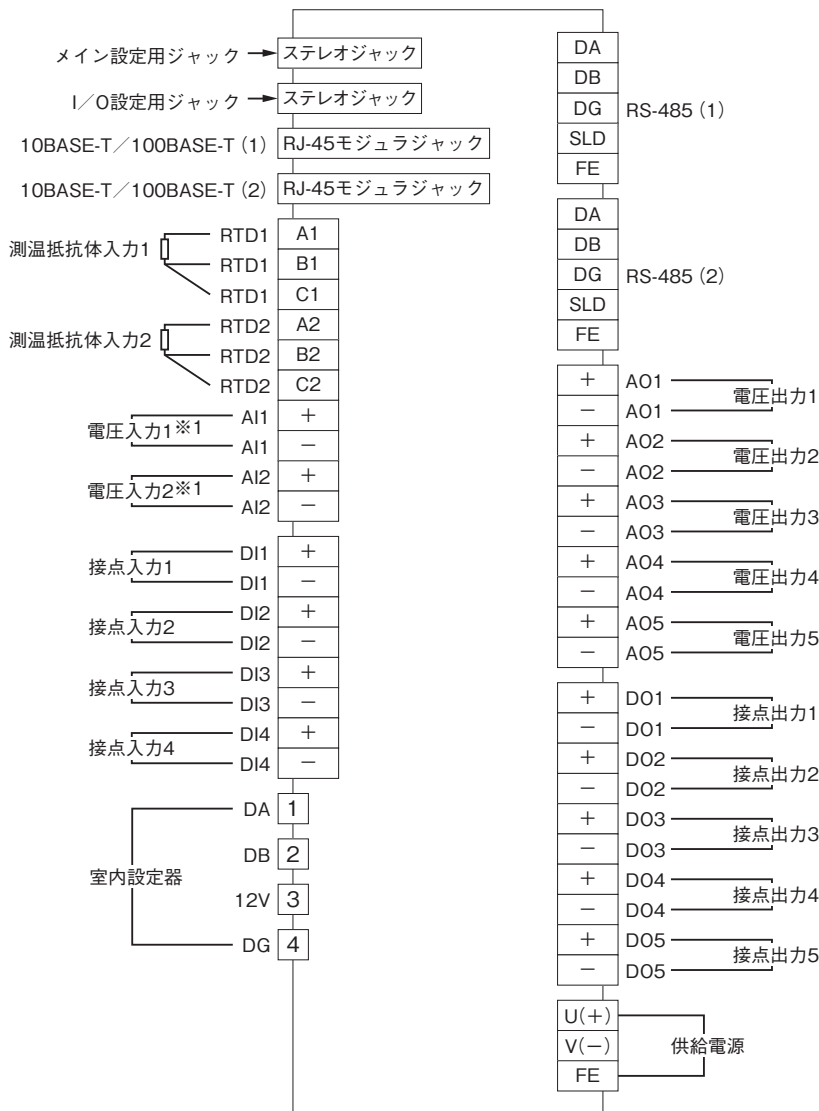 メイン設定用ジャック ステレオジャック
I/O設定用ジャック ステレオジャック
10BASE-T/100BASE-T (1) RJ-45モジュラジャック
10BASE-T/100BASE-T (2) RJ-45モジュラジャック
測温抵抗体入力1
RTD1 A1
RTD1 B1
RTD1 C1
測温抵抗体入力2
RTD2 A2
RTD2 B2
RTD2 C2
電圧入力1※1
AI1 +
AI1 −
電圧入力2※1
AI2 +
AI2 −
接点入力1
DI1 +
DI1 −
接点入力2
DI2 +
DI2 −
接点入力3
DI3 +
DI3 −
接点入力4
DI4 +
DI4 −
室内設定器
DA 1
DB 2
12V 3
DG 4
DA
DB
DG
SLD
FE
RS-485 (1)
DA
DB
DG
SLD
FE
RS-485 (2)
+ AO1
− AO1
電圧出力1
+ AO2
− AO2
電圧出力2
+ AO3
− AO3
電圧出力3
+ AO4
− AO4
電圧出力4
+ AO5
− AO5
電圧出力5
+ DO1
− DO1
接点出力1
+ DO2
− DO2
接点出力2
+ DO3
− DO3
接点出力3
+ DO4
− DO4
接点出力4
+ DO5
− DO5
接点出力5
U(+)
V(−)
FE
供給電源